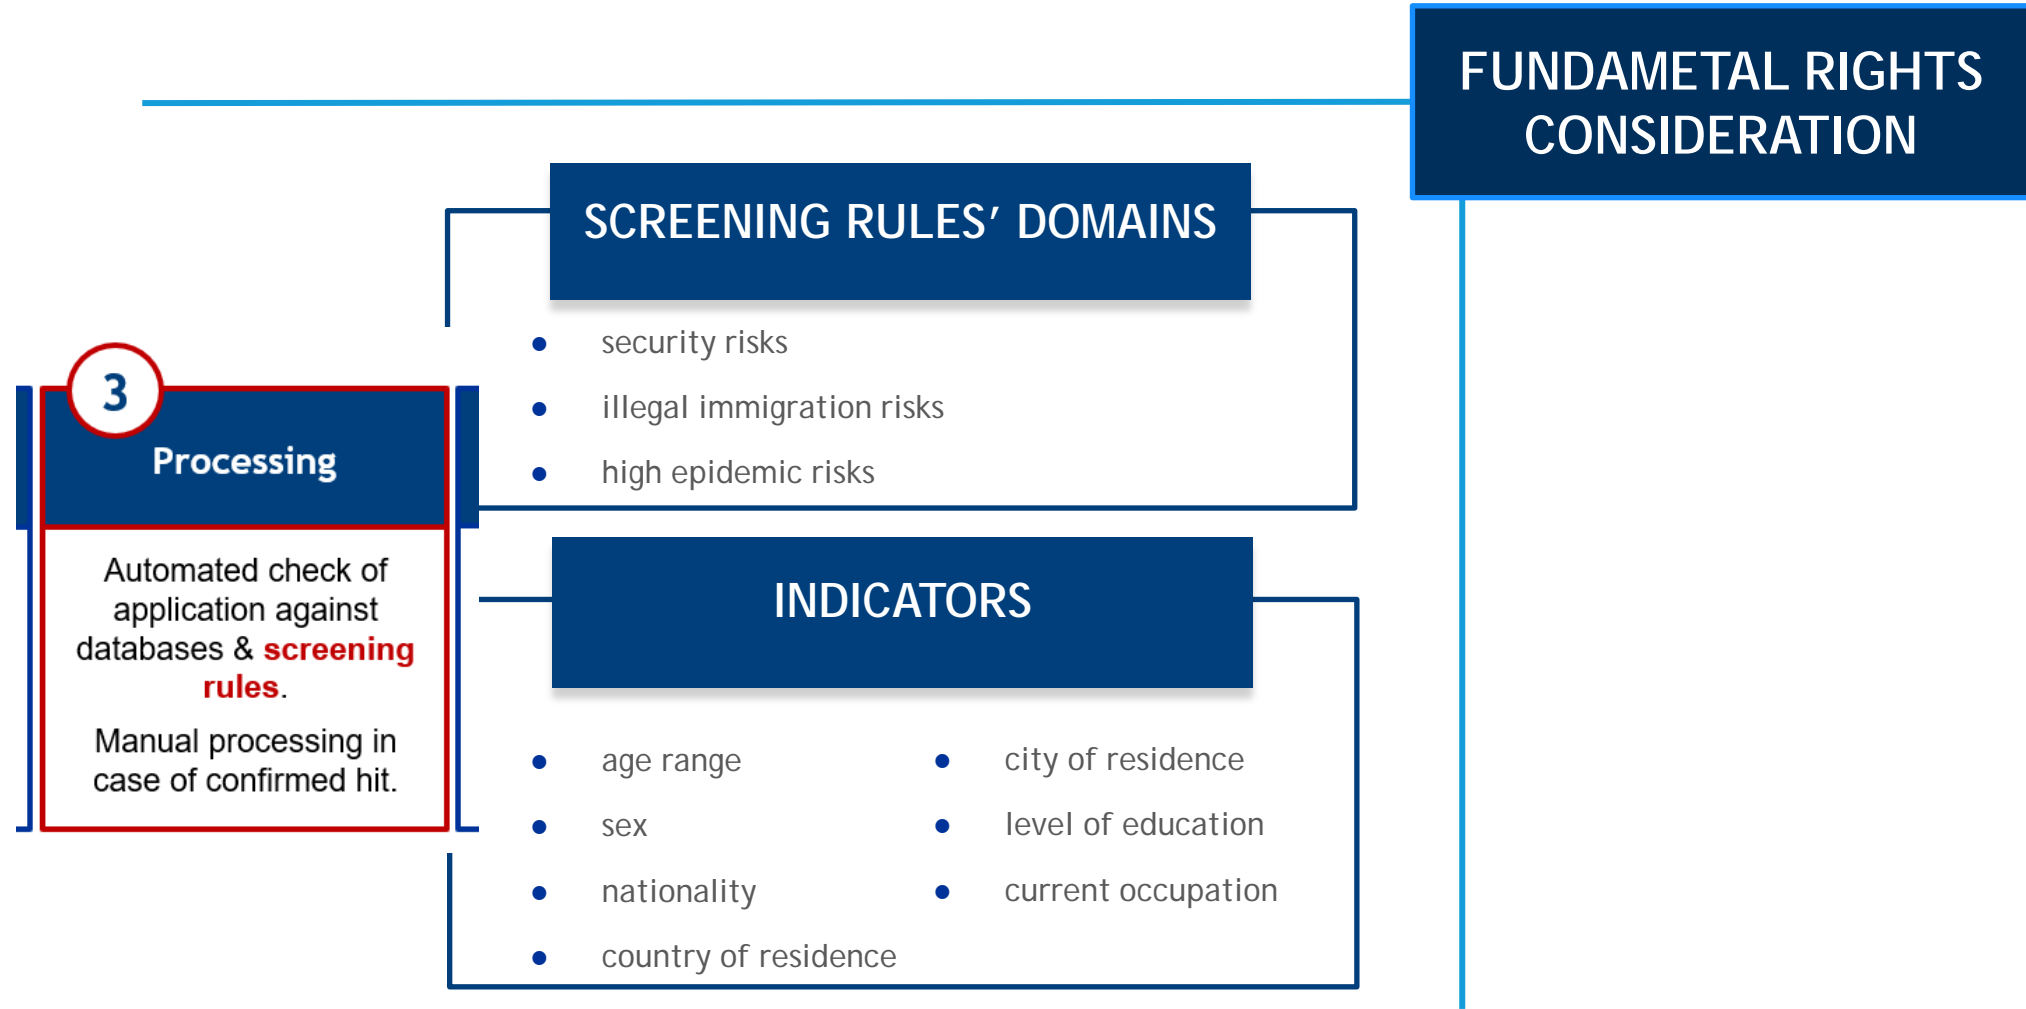 FUNDAMETAL RIGHTS
CONSIDERATION
SCREENING RULES’ DOMAINS
• security risks
• illegal immigration risks
• high epidemic risks
3
Processing
Automated check of
application against
databases & screening
rules.
Manual processing in
case of confirmed hit.
INDICATORS
• age range
• sex
• nationality
• country of residence
• city of residence
• level of education
• current occupation